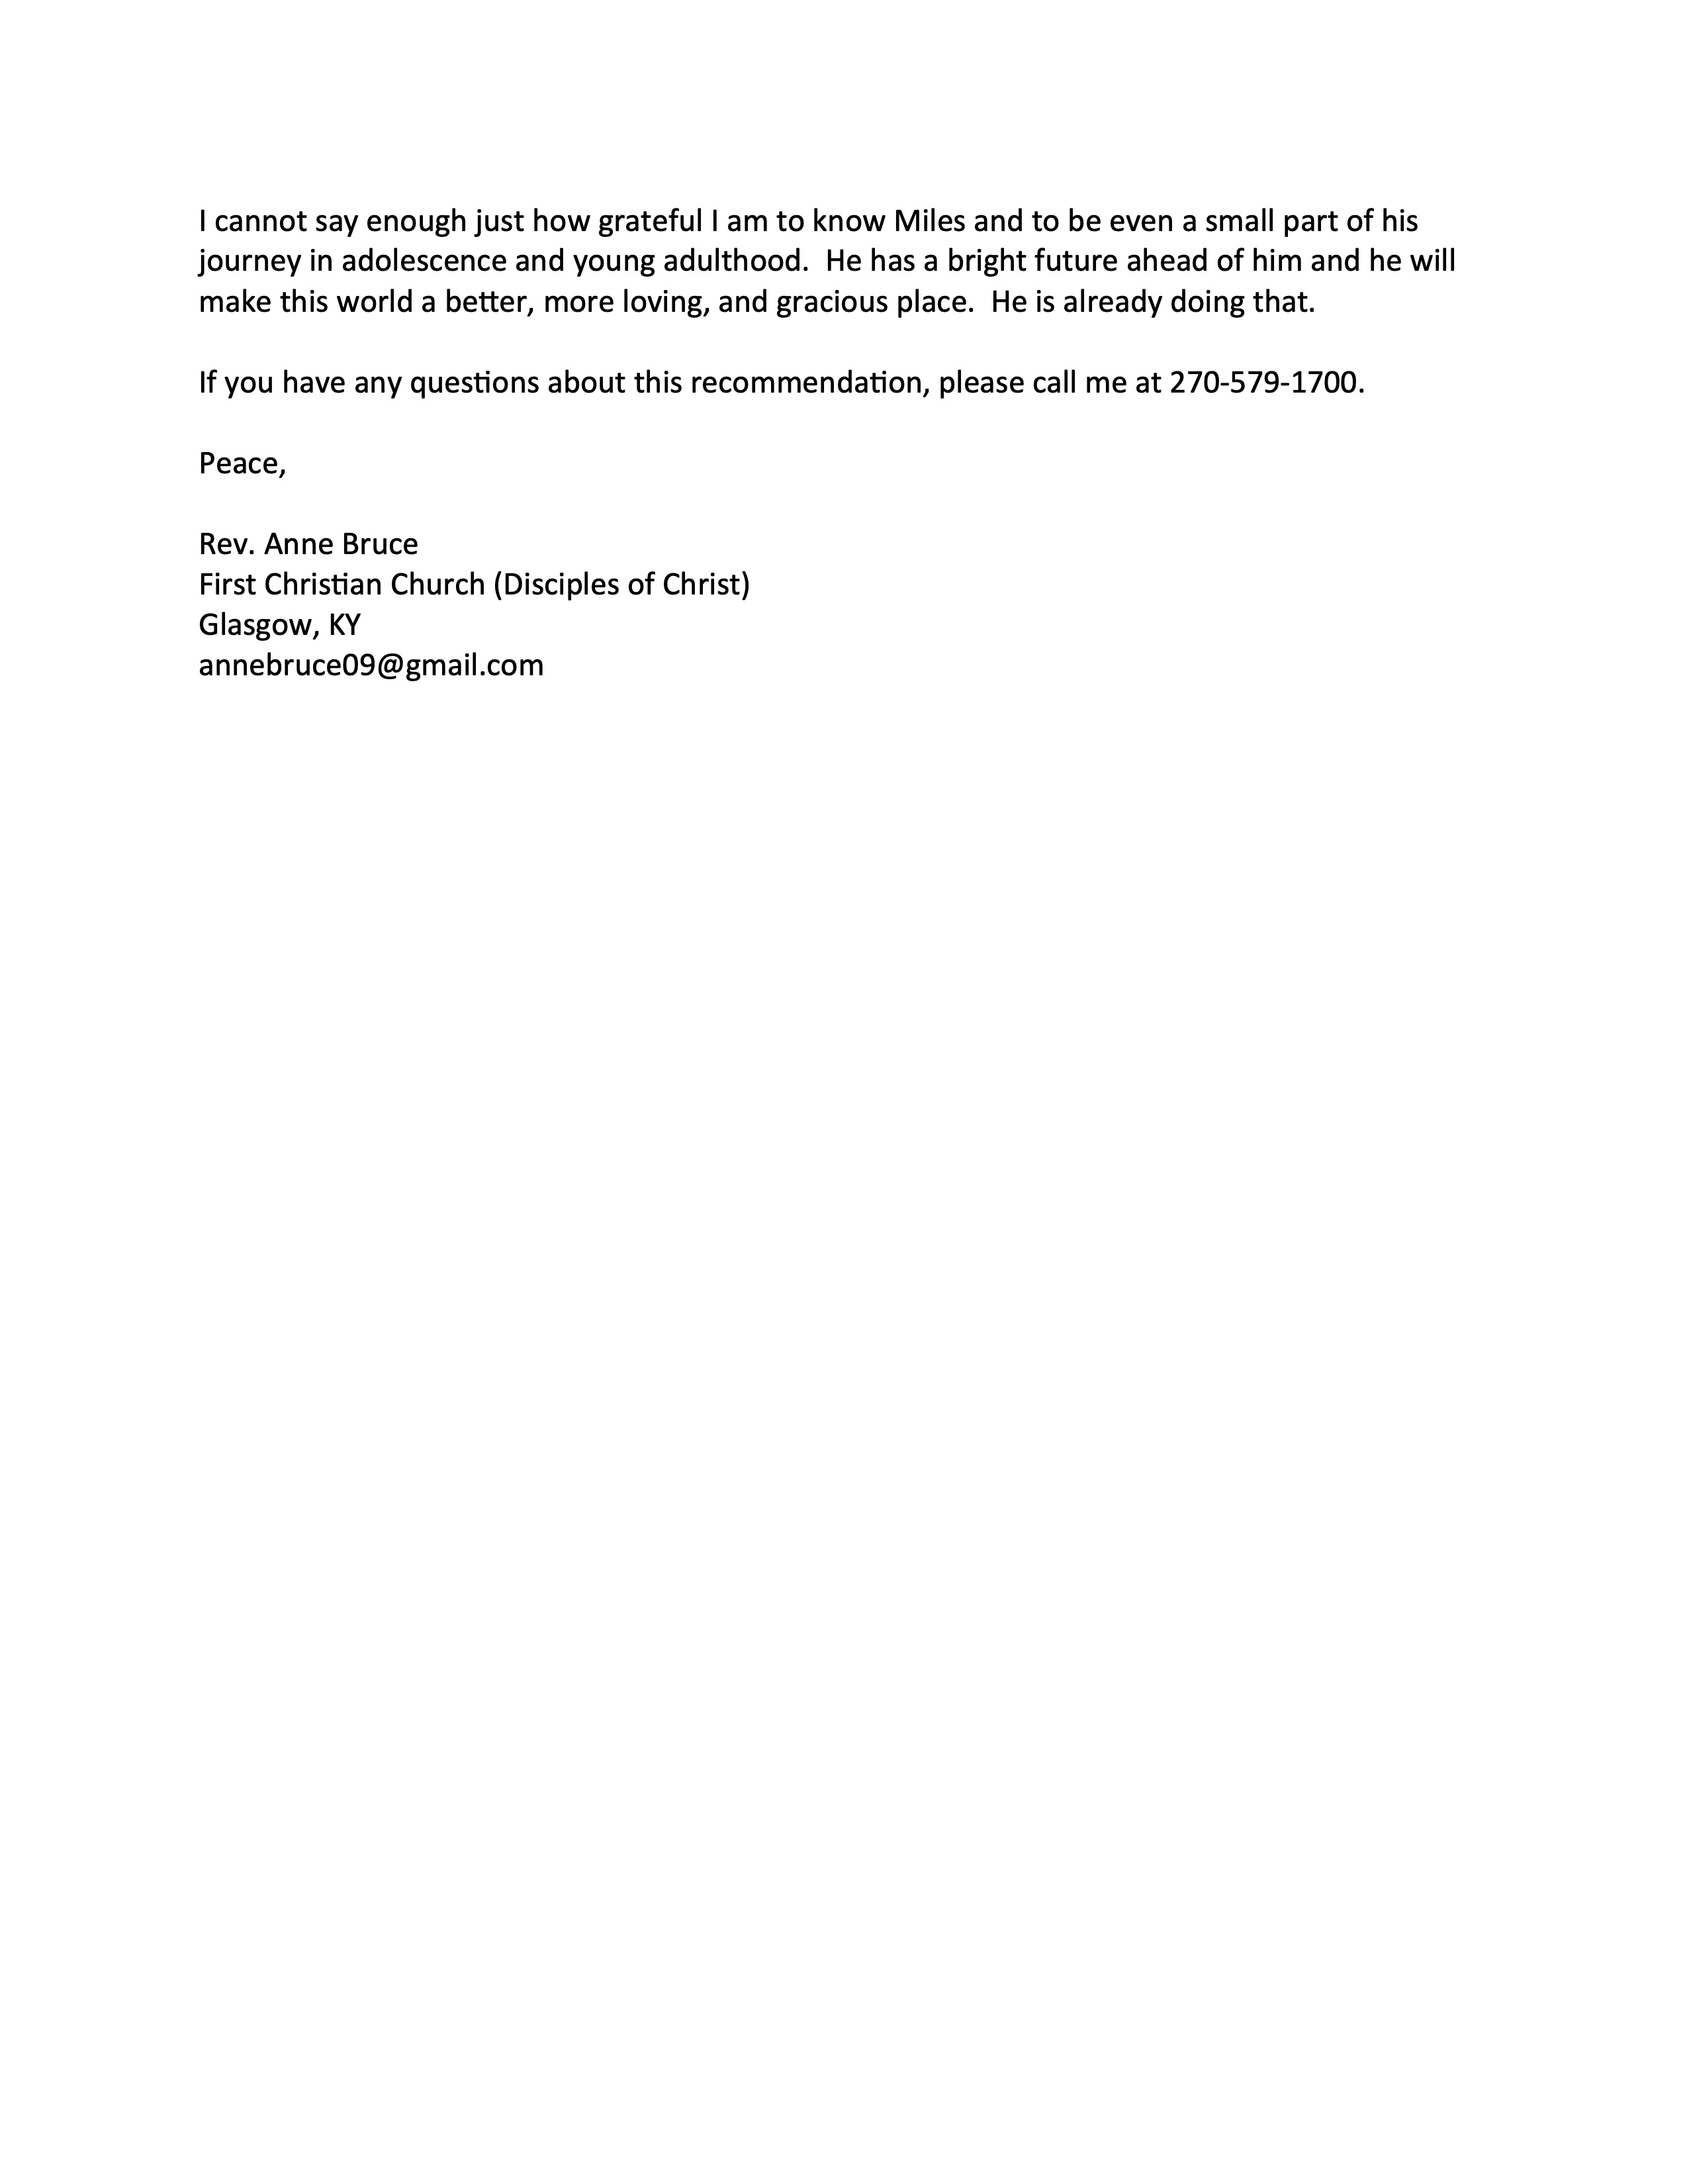 I cannot say enough just how grateful I am to know Miles and to be even a small part of his
journey in adolescence and young adulthood.  He has a bright future ahead of him and he will
make this world a better, more loving, and gracious place.  He is already doing that.
If you have any questions about this recommendation, please call me at 270-579-1700.
Peace,
Rev. Anne Bruce
First Christian Church (Disciples of Christ)
Glasgow, KY
annebruce09@gmail.com